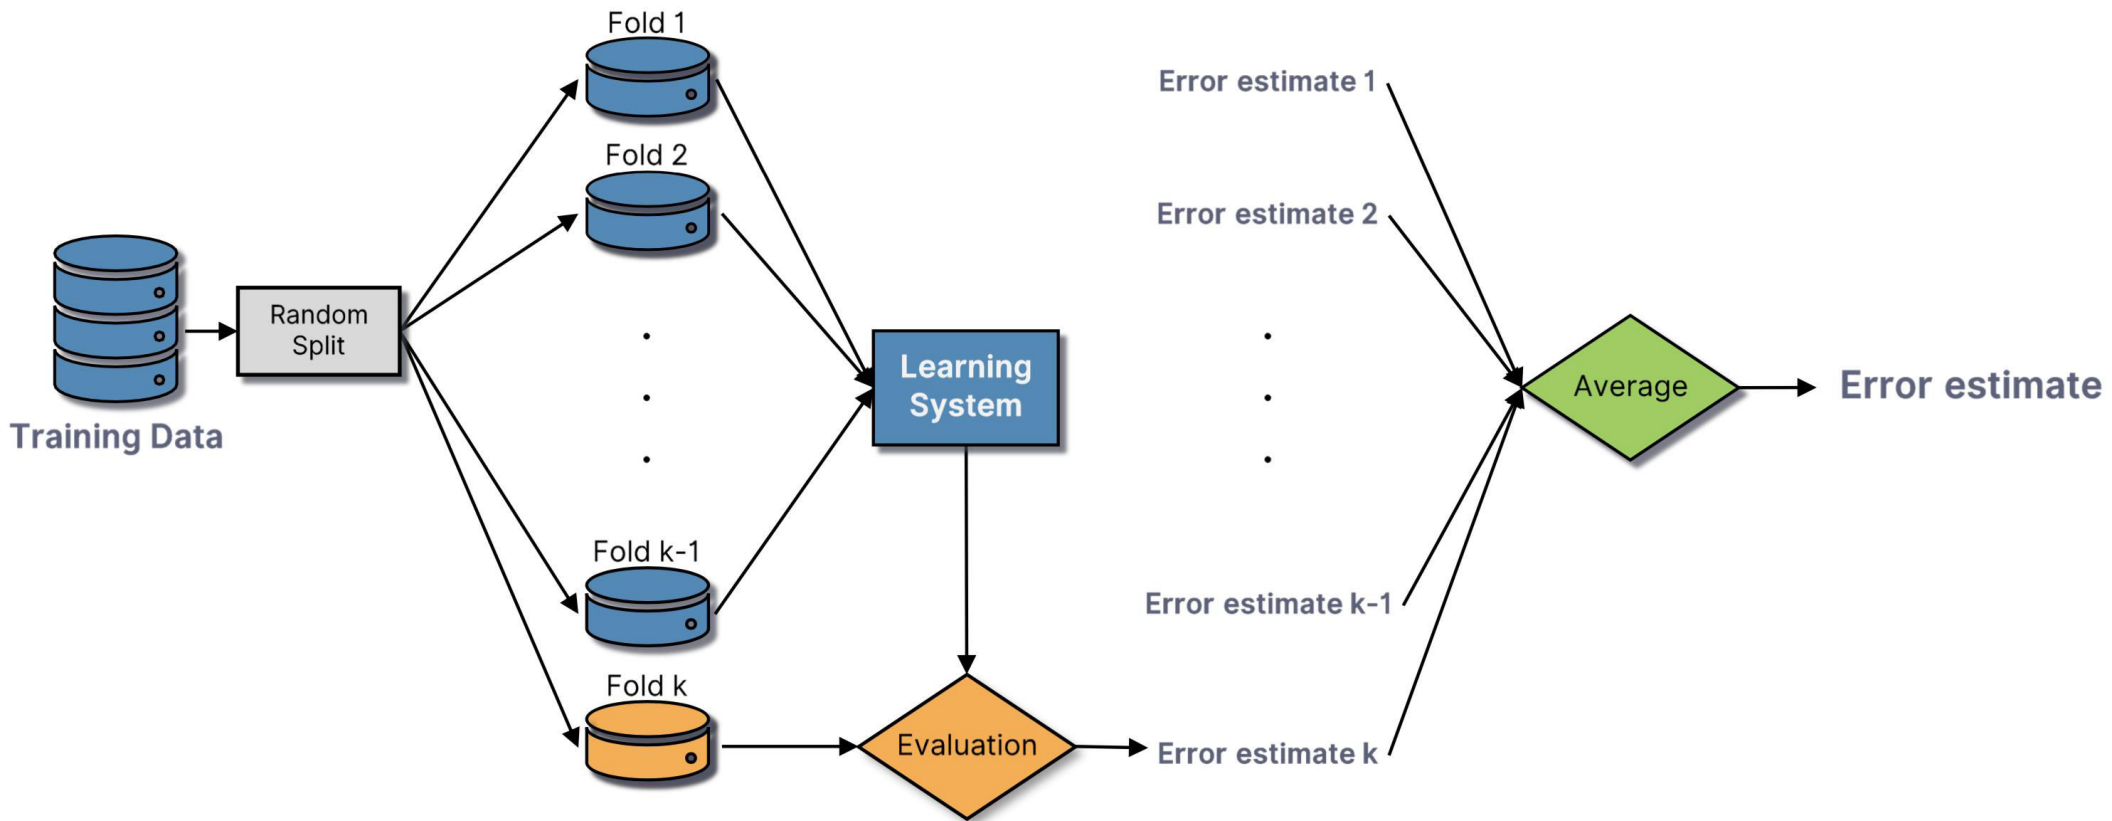 Fold 1
Error estimate 1
Fold 2
Error estimate 2
Random
Split
Training Data
Learning
System
Average
Error estimate
Fold k-1
Error estimate k-1
Fold k
Evaluation
Error estimate k